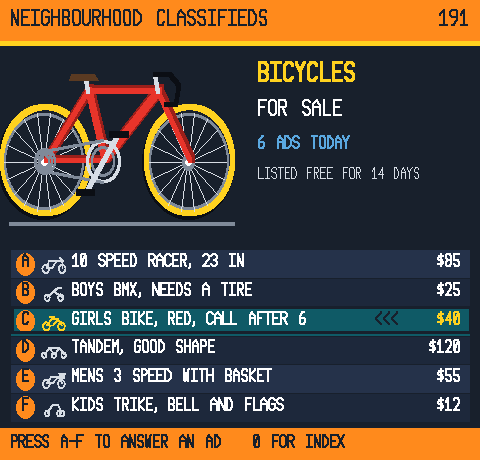 NEIGHBOURHOOD CLASSIFIEDS 191
BICYCLES
FOR SALE
6 ADS TODAY
LISTED FREE FOR 14 DAYS
A 10 SPEED RACER, 23 IN $85
B BOYS BMX, NEEDS A TIRE $25
C GIRLS BIKE, RED, CALL AFTER 6 <<< $40
D TANDEM, GOOD SHAPE $120
E MENS 3 SPEED WITH BASKET $55
F KIDS TRIKE, BELL AND FLAGS $12
PRESS A-F TO ANSWER AN AD 0 FOR INDEX